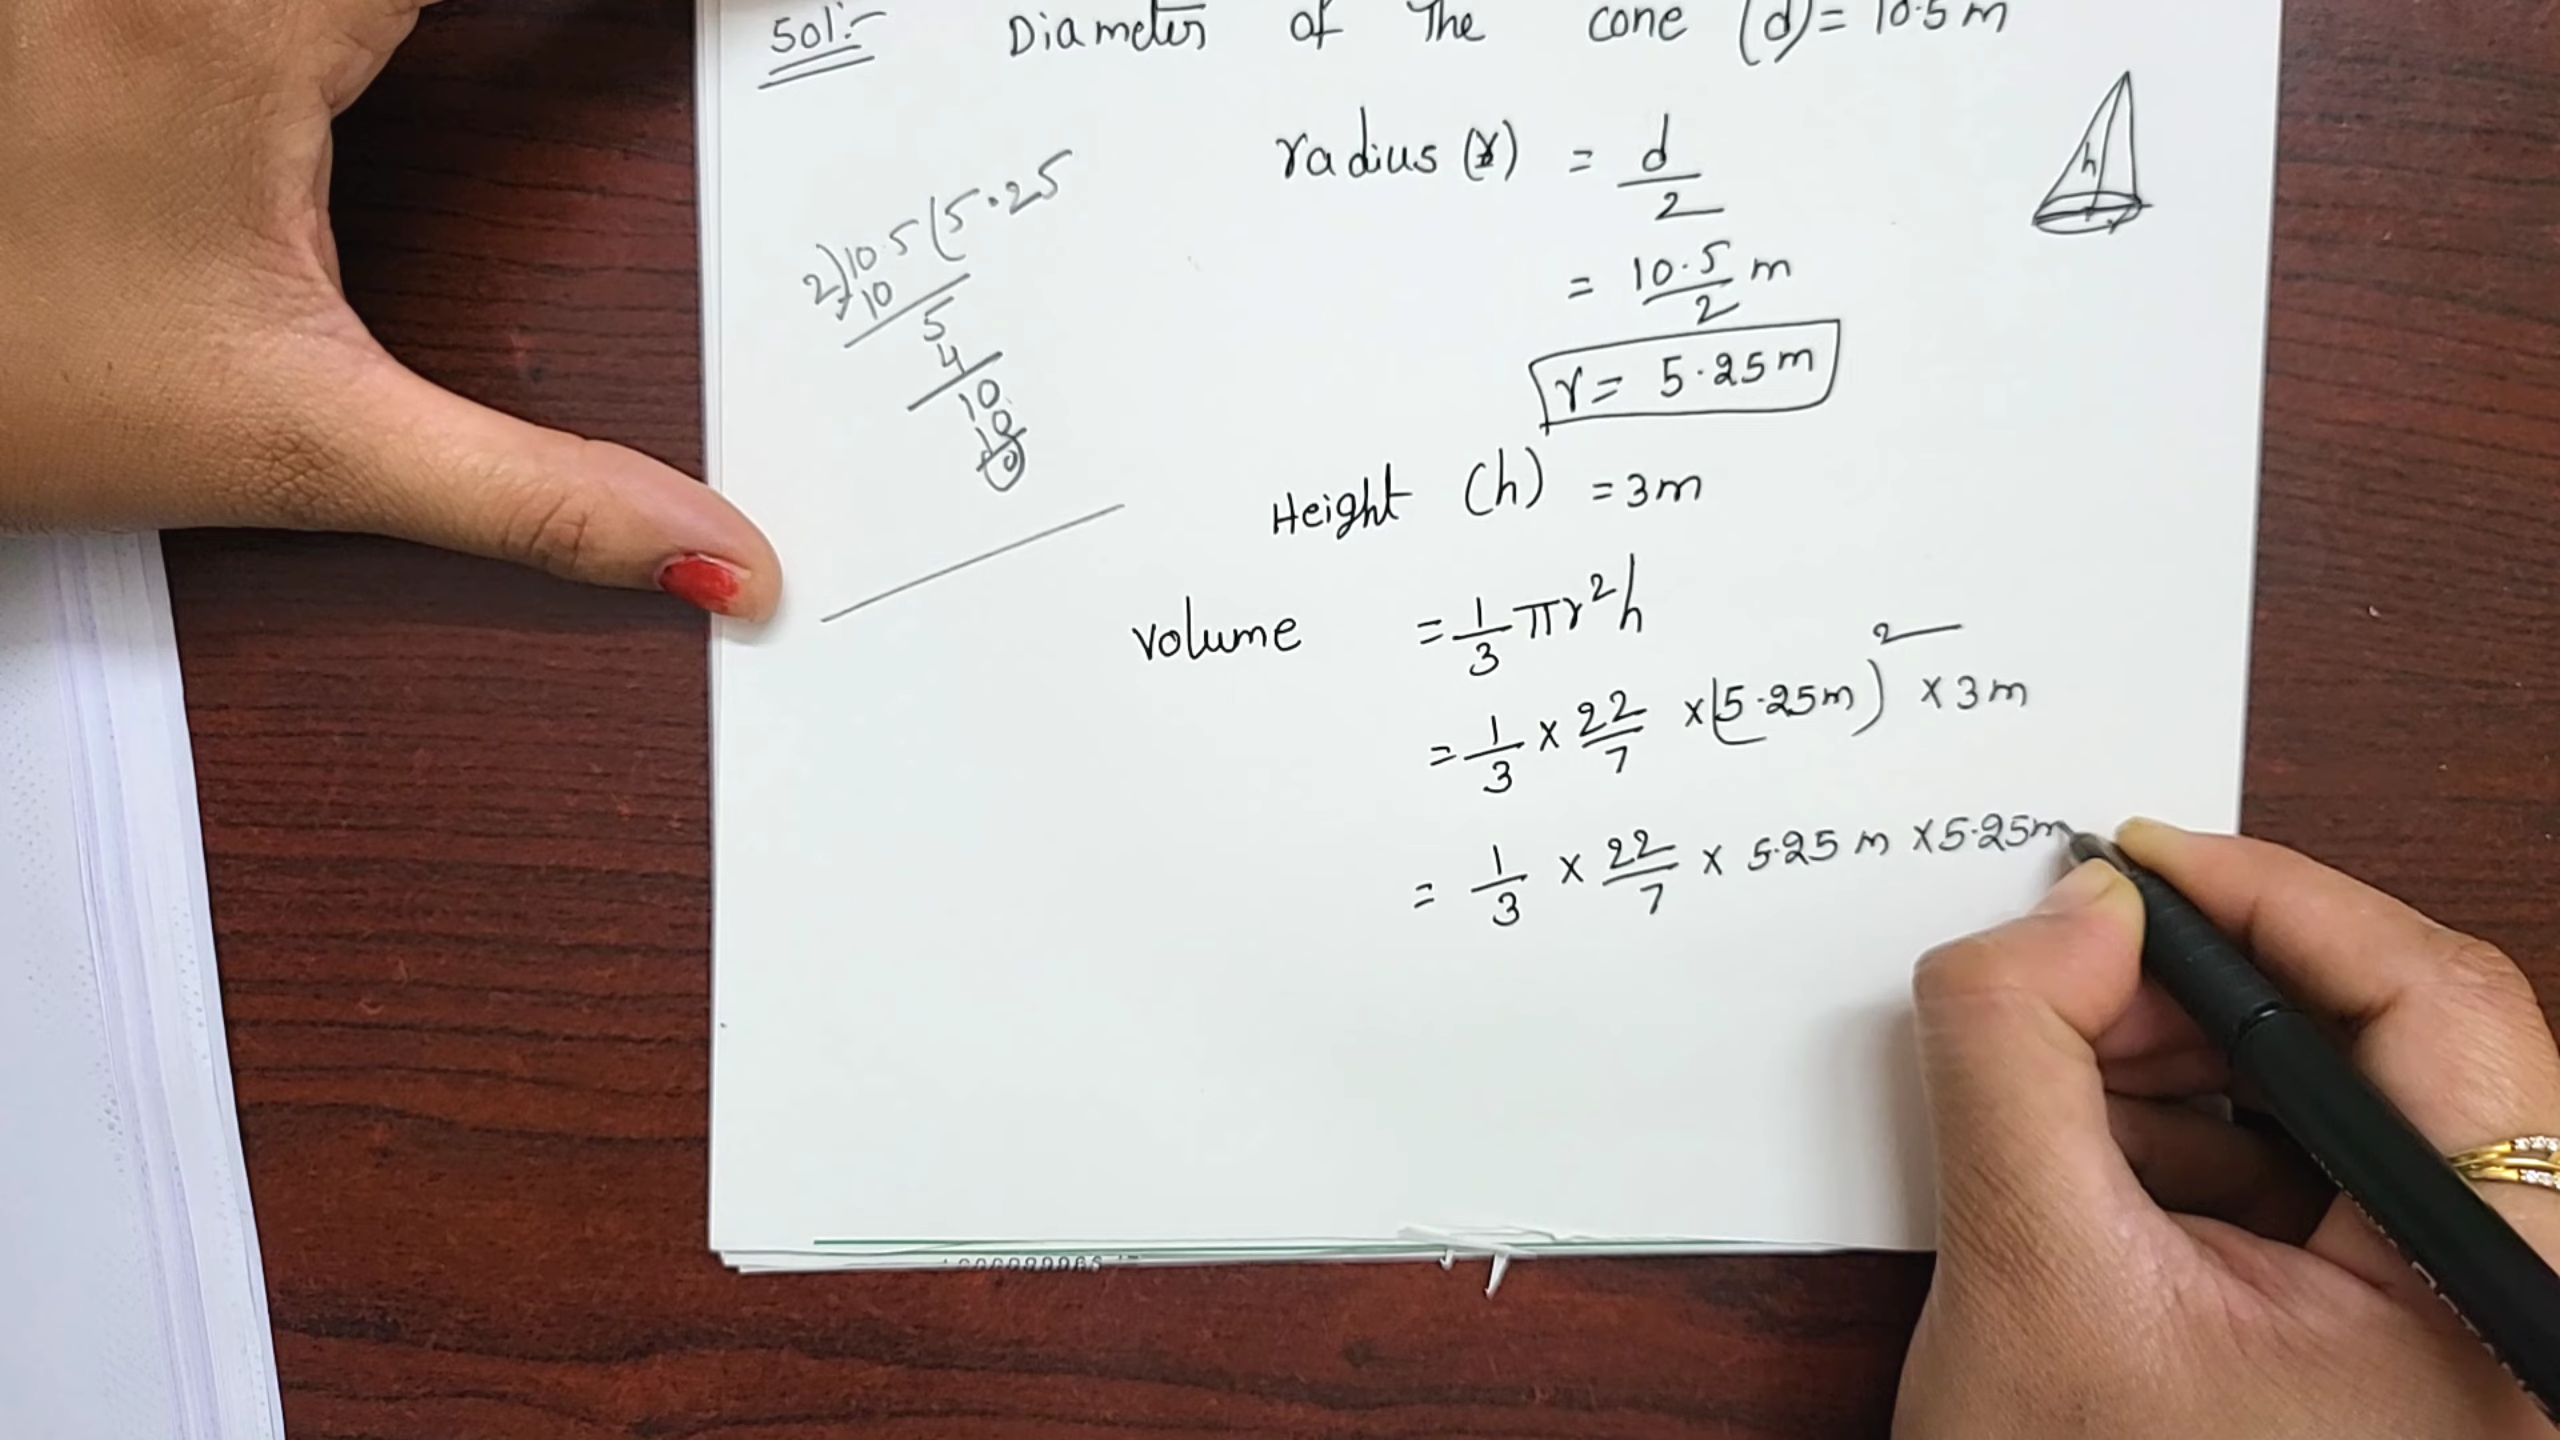 Sol:- Diameter of The cone (d) = 10.5 m
radius (r) = d/2
= 10.5/2 m
r = 5.25 m
2)10.5(5.25
10
5
4
10
10
0
h
r
Height (h) = 3 m
Volume = 1/3 πr²h
= 1/3 × 22/7 × (5.25m)² × 3 m
= 1/3 × 22/7 × 5.25 m × 5.25m